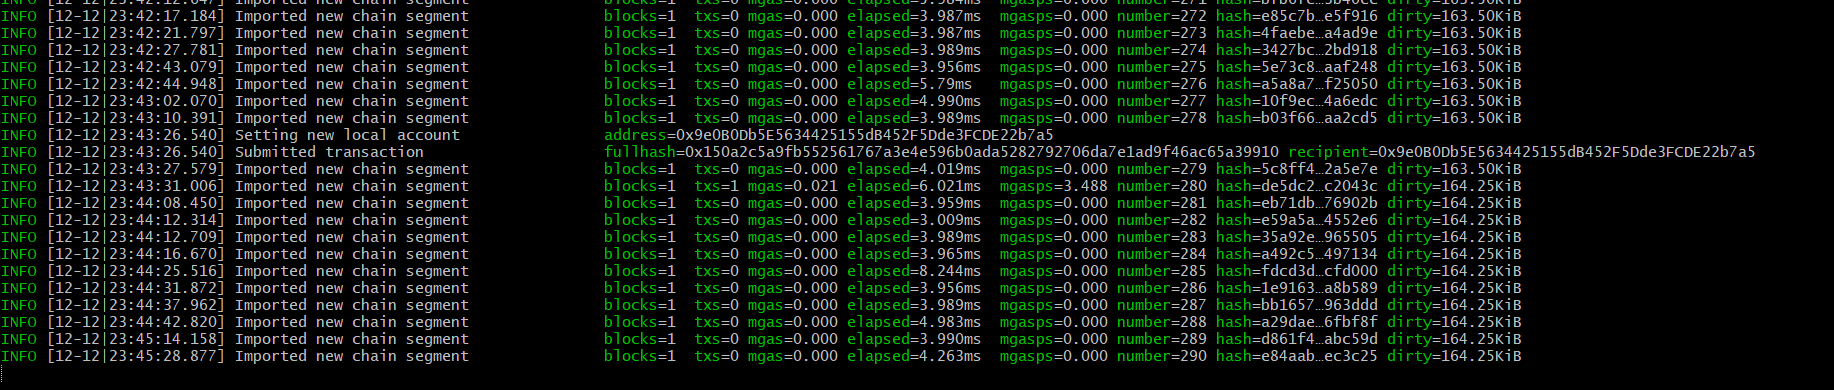 INFO [12-12|23:42:17.184] Imported new chain segment blocks=1 txs=0 mgas=0.000 elapsed=3.987ms mgasps=0.000 number=272 hash=e85c7b…e5f916 dirty=163.50KiB
INFO [12-12|23:42:21.797] Imported new chain segment blocks=1 txs=0 mgas=0.000 elapsed=3.987ms mgasps=0.000 number=273 hash=4faebe…a4ad9e dirty=163.50KiB
INFO [12-12|23:42:27.781] Imported new chain segment blocks=1 txs=0 mgas=0.000 elapsed=3.989ms mgasps=0.000 number=274 hash=3427bc…2bd918 dirty=163.50KiB
INFO [12-12|23:42:43.079] Imported new chain segment blocks=1 txs=0 mgas=0.000 elapsed=3.956ms mgasps=0.000 number=275 hash=5e73c8…aaf248 dirty=163.50KiB
INFO [12-12|23:42:44.948] Imported new chain segment blocks=1 txs=0 mgas=0.000 elapsed=5.79ms mgasps=0.000 number=276 hash=a5a8a7…f25050 dirty=163.50KiB
INFO [12-12|23:43:02.070] Imported new chain segment blocks=1 txs=0 mgas=0.000 elapsed=4.990ms mgasps=0.000 number=277 hash=10f9ec…4a6edc dirty=163.50KiB
INFO [12-12|23:43:10.391] Imported new chain segment blocks=1 txs=0 mgas=0.000 elapsed=3.989ms mgasps=0.000 number=278 hash=b03f66…aa2cd5 dirty=163.50KiB
INFO [12-12|23:43:26.540] Setting new local account address=0x9e0B0Db5E5634425155dB452F5Dde3FCDE22b7a5
INFO [12-12|23:43:26.540] Submitted transaction fullhash=0x150a2c5a9fb552561767a3e4e596b0ada5282792706da7e1ad9f46ac65a39910 recipient=0x9e0B0Db5E5634425155dB452F5Dde3FCDE22b7a5
INFO [12-12|23:43:27.579] Imported new chain segment blocks=1 txs=0 mgas=0.000 elapsed=4.019ms mgasps=0.000 number=279 hash=5c8ff4…2a5e7e dirty=163.50KiB
INFO [12-12|23:43:31.006] Imported new chain segment blocks=1 txs=1 mgas=0.021 elapsed=6.021ms mgasps=3.488 number=280 hash=de5dc2…c2043c dirty=164.25KiB
INFO [12-12|23:44:08.450] Imported new chain segment blocks=1 txs=0 mgas=0.000 elapsed=3.959ms mgasps=0.000 number=281 hash=eb71db…76902b dirty=164.25KiB
INFO [12-12|23:44:12.314] Imported new chain segment blocks=1 txs=0 mgas=0.000 elapsed=3.009ms mgasps=0.000 number=282 hash=e59a5a…4552e6 dirty=164.25KiB
INFO [12-12|23:44:12.709] Imported new chain segment blocks=1 txs=0 mgas=0.000 elapsed=3.989ms mgasps=0.000 number=283 hash=35a92e…965505 dirty=164.25KiB
INFO [12-12|23:44:16.670] Imported new chain segment blocks=1 txs=0 mgas=0.000 elapsed=3.965ms mgasps=0.000 number=284 hash=a492c5…497134 dirty=164.25KiB
INFO [12-12|23:44:25.516] Imported new chain segment blocks=1 txs=0 mgas=0.000 elapsed=8.244ms mgasps=0.000 number=285 hash=fdcd3d…cfd000 dirty=164.25KiB
INFO [12-12|23:44:31.872] Imported new chain segment blocks=1 txs=0 mgas=0.000 elapsed=3.956ms mgasps=0.000 number=286 hash=1e9163…a8b589 dirty=164.25KiB
INFO [12-12|23:44:37.962] Imported new chain segment blocks=1 txs=0 mgas=0.000 elapsed=3.989ms mgasps=0.000 number=287 hash=bb1657…963ddd dirty=164.25KiB
INFO [12-12|23:44:42.820] Imported new chain segment blocks=1 txs=0 mgas=0.000 elapsed=4.983ms mgasps=0.000 number=288 hash=a29dae…6fbf8f dirty=164.25KiB
INFO [12-12|23:45:14.158] Imported new chain segment blocks=1 txs=0 mgas=0.000 elapsed=3.990ms mgasps=0.000 number=289 hash=d861f4…abc59d dirty=164.25KiB
INFO [12-12|23:45:28.877] Imported new chain segment blocks=1 txs=0 mgas=0.000 elapsed=4.263ms mgasps=0.000 number=290 hash=e84aab…ec3c25 dirty=164.25KiB